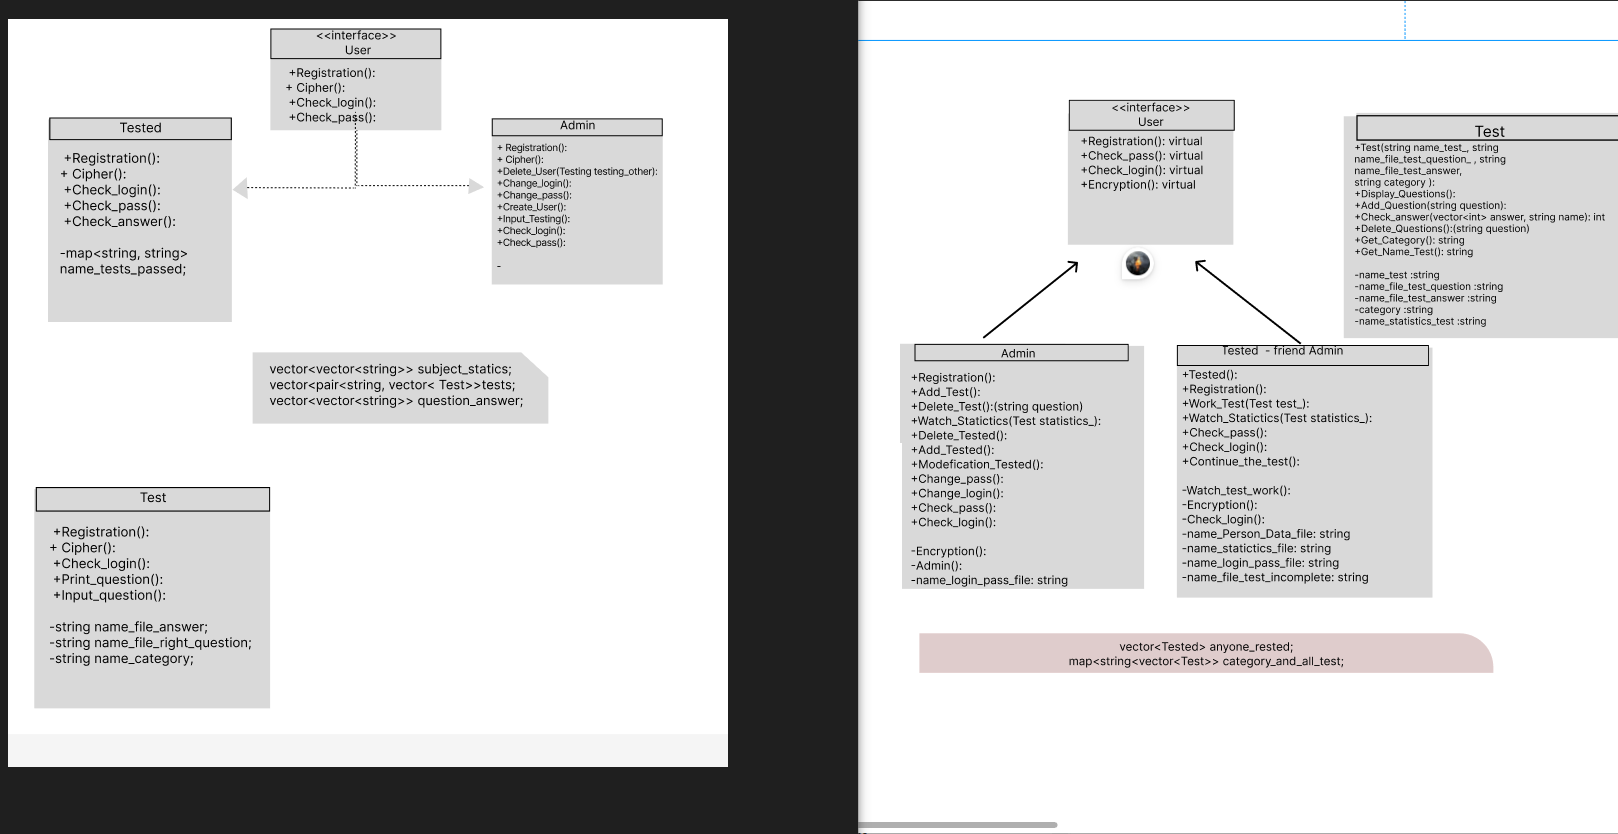 <<interface>>
User
+Registration():
+ Cipher():
+Check_login():
+Check_pass():
Tested
+Registration():
+ Cipher():
+Check_login():
+Check_pass():
+Check_answer():
-map<string, string>
name_tests_passed;
Admin
+ Registration():
+ Cipher():
+Delete_User(Testing testing_other):
+Change_login():
+Change_pass():
+Create_User():
+Input_Testing():
+Check_login():
+Check_pass():
-
vector<vector<string>> subject_statics;
vector<pair<string, vector< Test>>tests;
vector<vector<string>> question_answer;
Test
+Registration():
+ Cipher():
+Check_login():
+Print_question():
+Input_question():
-string name_file_answer;
-string name_file_right_question;
-string name_category;
<<interface>>
User
+Registration(): virtual
+Check_pass(): virtual
+Check_login(): virtual
+Encryption(): virtual
Test
+Test(string name_test_, string
name_file_test_question_ , string
name_file_test_answer,
string category ):
+Display_Questions():
+Add_Question(string question):
+Check_answer(vector<int> answer, string name): int
+Delete_Questions():(string question)
+Get_Category(): string
+Get_Name_Test(): string
-name_test :string
-name_file_test_question :string
-name_file_test_answer :string
-category :string
-name_statistics_test :string
Admin
+Registration():
+Add_Test():
+Delete_Test():(string question)
+Watch_Statictics(Test statistics_):
+Delete_Tested():
+Add_Tested():
+Modefication_Tested():
+Change_pass():
+Change_login():
+Check_pass():
+Check_login():
-Encryption():
-Admin():
-name_login_pass_file: string
Tested - friend Admin
+Tested():
+Registration():
+Work_Test(Test test_):
+Watch_Statictics(Test statistics_):
+Check_pass():
+Check_login():
+Continue_the_test():
-Watch_test_work():
-Encryption():
-Check_login():
-name_Person_Data_file: string
-name_statictics_file: string
-name_login_pass_file: string
-name_file_test_incomplete: string
vector<Tested> anyone_rested;
map<string<vector<Test>> category_and_all_test;